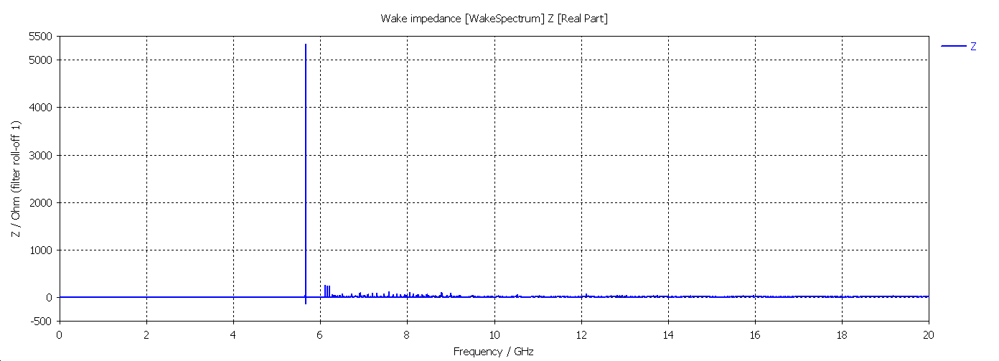 Wake impedance [WakeSpectrum] Z [Real Part]
5500
5000
4000
3000
2000
1000
0
-500
Z / Ohm (filter roll-off 1)
0 2 4 6 8 10 12 14 16 18 20
Frequency / GHz
Z